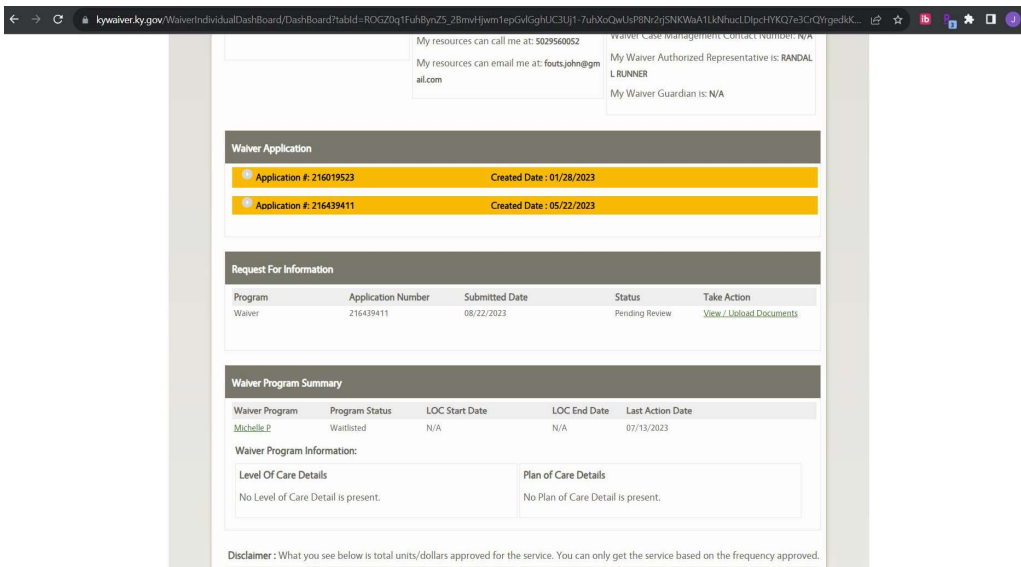 kywaiver.ky.gov/WaiverIndividualDashBoard/DashBoard?tabId=ROGZ0q1FuhBynZ5_2BmvHjwm1epGvlGghUC3Uj1-7uhXoQwUsP8Nr2rjSNKWaA1LkNhucLDIpcHYKQ7e3CrQYrgedkK...
My resources can call me at: 5029560052
My resources can email me at: fouts.john@gm
ail.com
Waiver Case Management Contact Number: N/A
My Waiver Authorized Representative is: RANDAL
L RUNNER
My Waiver Guardian is: N/A
Waiver Application
Application #: 216019523 Created Date : 01/28/2023
Application #: 216439411 Created Date : 05/22/2023
Request For Information
Program Application Number Submitted Date Status Take Action
Waiver 216439411 08/22/2023 Pending Review View / Upload Documents
Waiver Program Summary
Waiver Program Program Status LOC Start Date LOC End Date Last Action Date
Michelle P Waitlisted N/A N/A 07/13/2023
Waiver Program Information:
Level Of Care Details
No Level of Care Detail is present.
Plan of Care Details
No Plan of Care Detail is present.
Disclaimer : What you see below is total units/dollars approved for the service. You can only get the service based on the frequency approved.